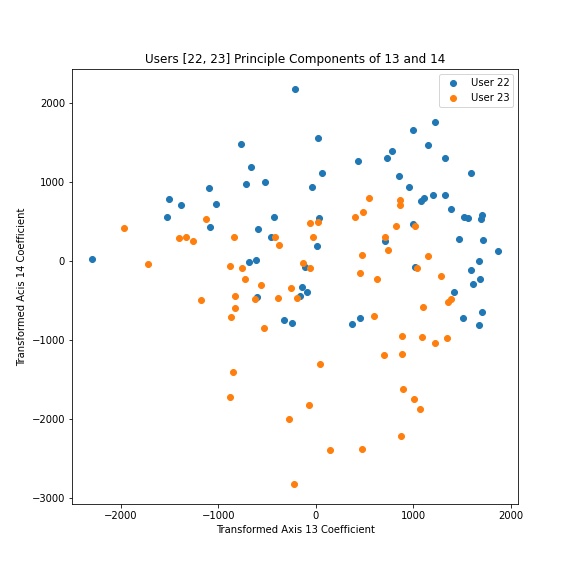 Users [22, 23] Principle Components of 13 and 14
User 22
User 23
2000
1000
0
−1000
−2000
−3000
Transformed Acis 14 Coefficient
−2000
−1000
0
1000
2000
Transformed Axis 13 Coefficient